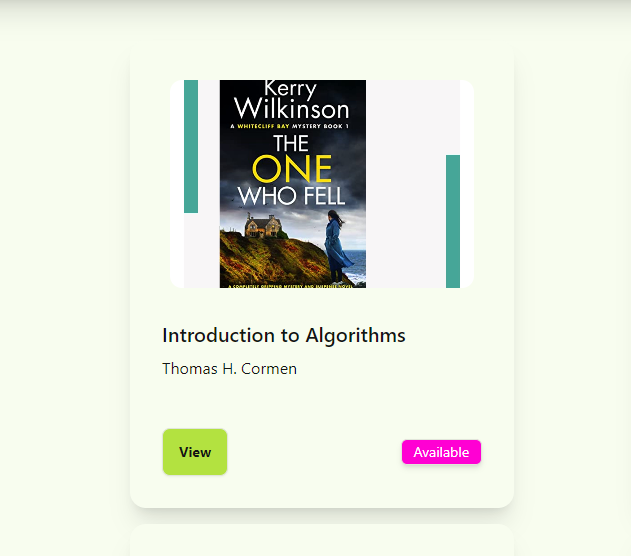 Kerry
Wilkinson
A WHITECLIFF BAY MYSTERY BOOK 1
THE
ONE
WHO FELL
A COMPLETELY GRIPPING MYSTERY AND SUSPENSE NOVEL
Introduction to Algorithms
Thomas H. Cormen
View
Available